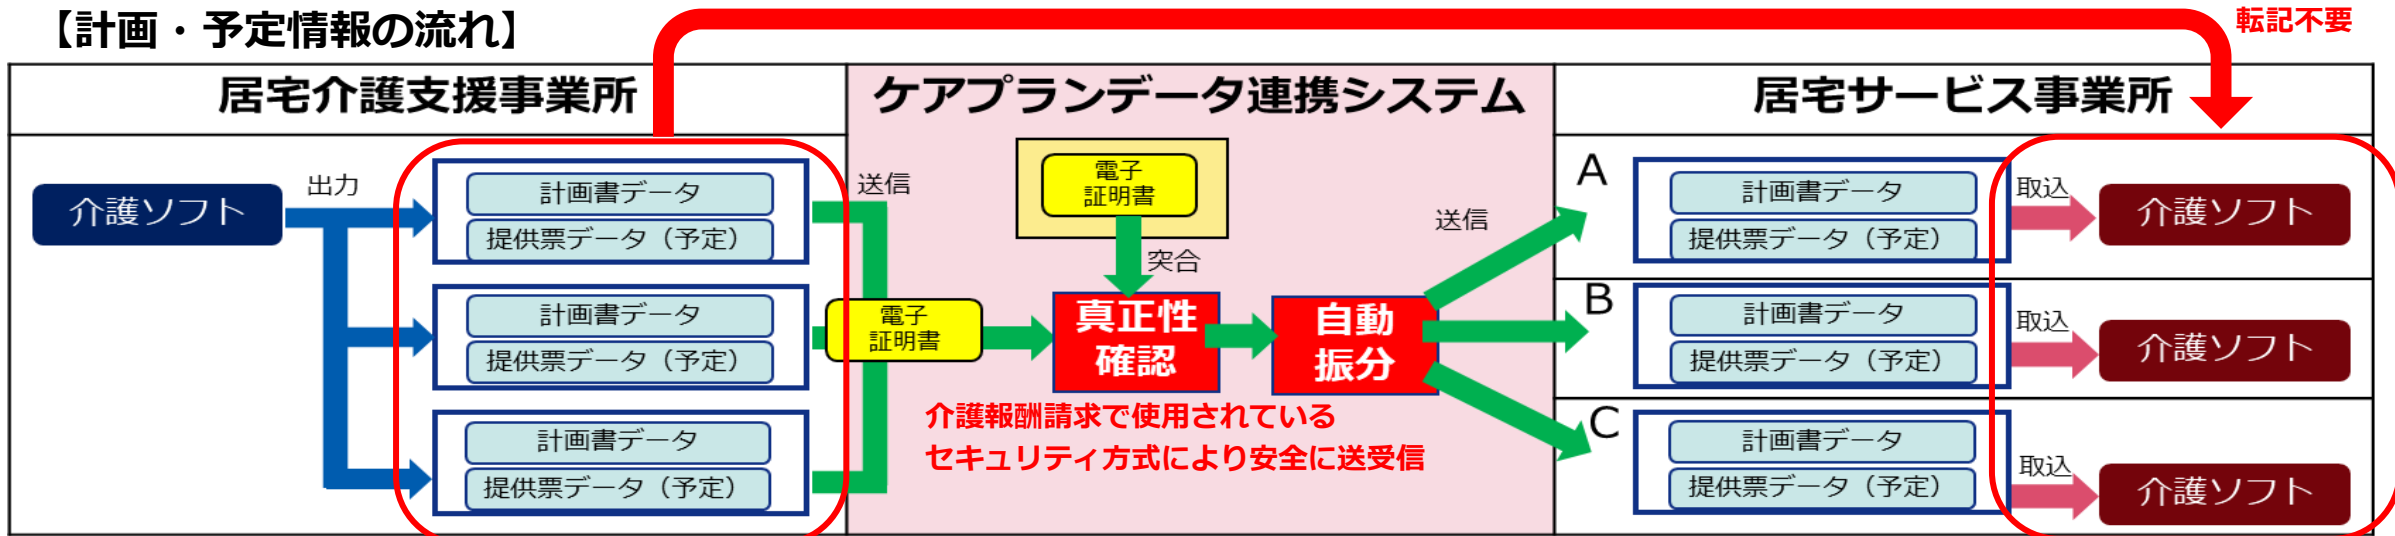 【計画・予定情報の流れ】
転記不要
居宅介護支援事業所
ケアプランデータ連携システム
居宅サービス事業所
介護ソフト
出力
計画書データ
提供票データ（予定）
計画書データ
提供票データ（予定）
計画書データ
提供票データ（予定）
送信
電子
証明書
電子
証明書
突合
真正性
確認
自動
振分
送信
介護報酬請求で使用されている
セキュリティ方式により安全に送受信
A
計画書データ
提供票データ（予定）
取込
介護ソフト
B
計画書データ
提供票データ（予定）
取込
介護ソフト
C
計画書データ
提供票データ（予定）
取込
介護ソフト